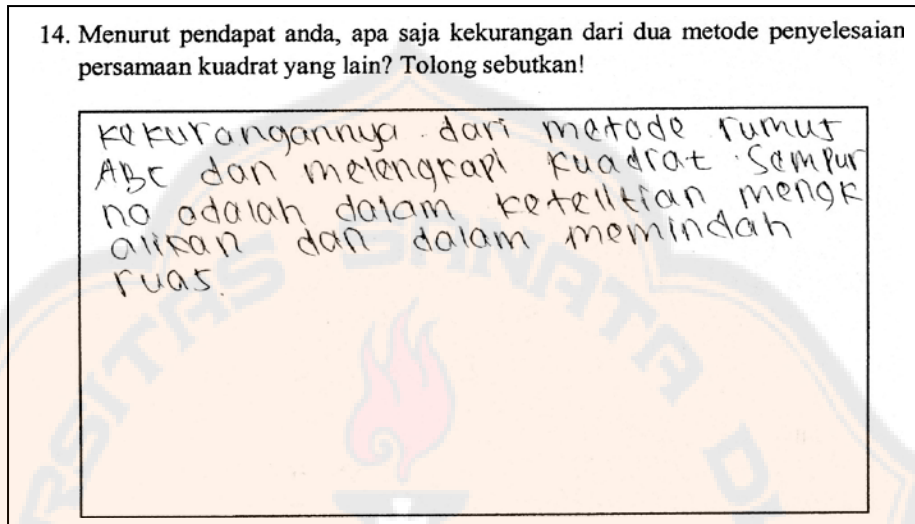 14. Menurut pendapat anda, apa saja kekurangan dari dua metode penyelesaian
persamaan kuadrat yang lain? Tolong sebutkan!
kekurangannya dari metode rumus
ABC dan melengkapi kuadrat Sempur
na adalah dalam ketelitian mengk
alikan dan dalam memindah
ruas.